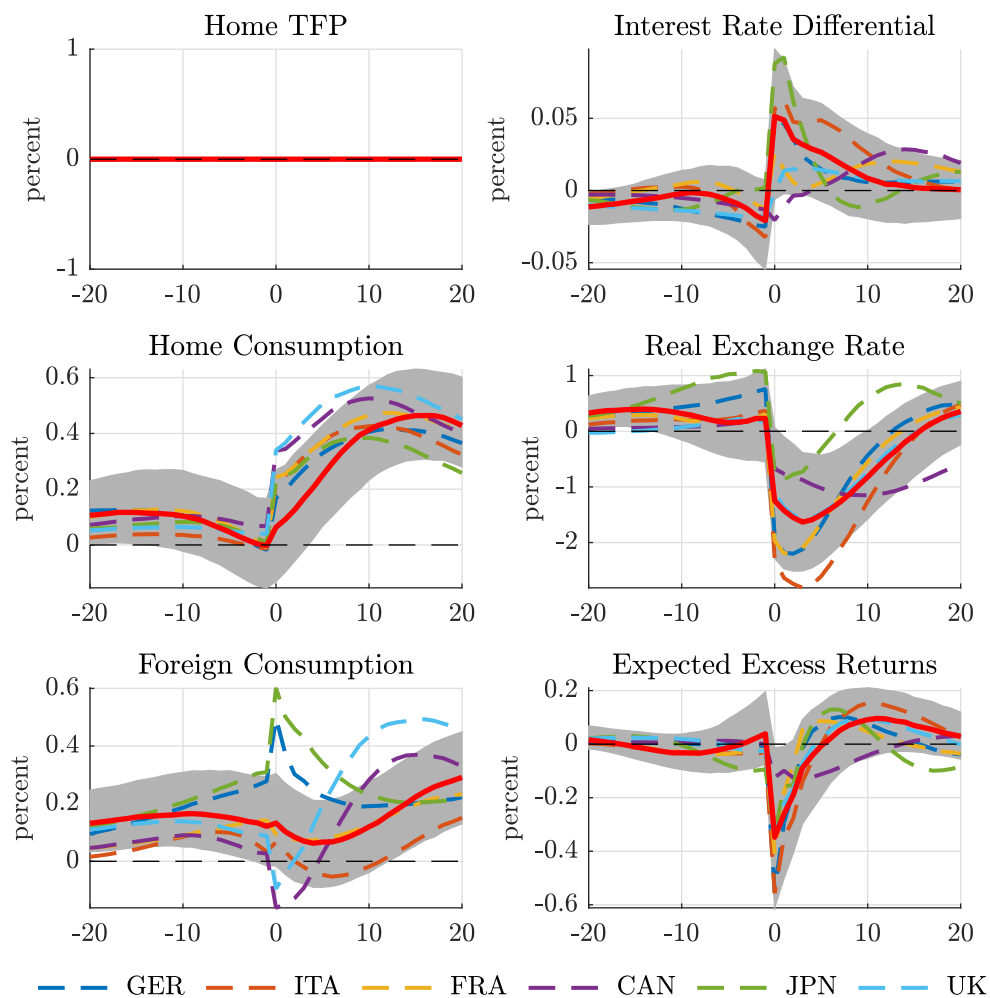 Home TFP
percent
1
0
-1
-20 -10 0 10 20
Interest Rate Differential
percent
0.05
0
-0.05
-20 -10 0 10 20
Home Consumption
percent
0.6
0.4
0.2
0
-20 -10 0 10 20
Real Exchange Rate
percent
1
0
-1
-2
-20 -10 0 10 20
Foreign Consumption
percent
0.6
0.4
0.2
0
-20 -10 0 10 20
Expected Excess Returns
percent
0.2
0
-0.2
-0.4
-0.6
-20 -10 0 10 20
GER ITA FRA CAN JPN UK